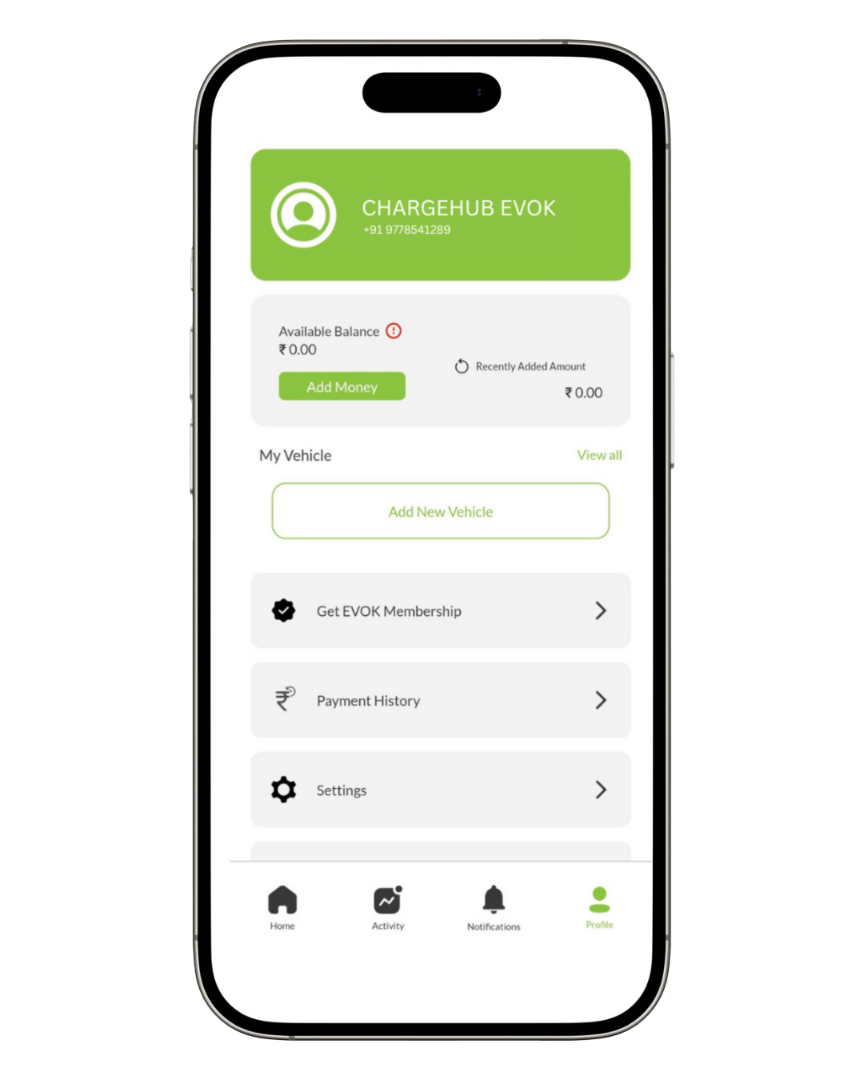 CHARGEHUB EVOK
+91 9778541289
Available Balance
₹ 0.00
Add Money
Recently Added Amount
₹ 0.00
My Vehicle
View all
Add New Vehicle
Get EVOK Membership
Payment History
Settings
Home
Activity
Notifications
Profile